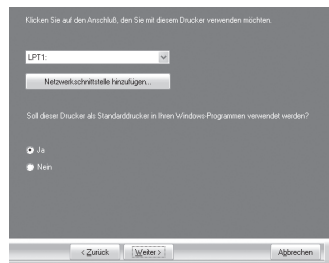 Klicken Sie auf den Anschluß, den Sie mit diesem Drucker verwenden möchten.
LPT1:
Netzwerkschnittstelle hinzufügen...
Soll dieser Drucker als Standarddrucker in Ihren Windows-Programmen verwendet werden?
Ja
Nein
< Zurück
Weiter >
Abbrechen